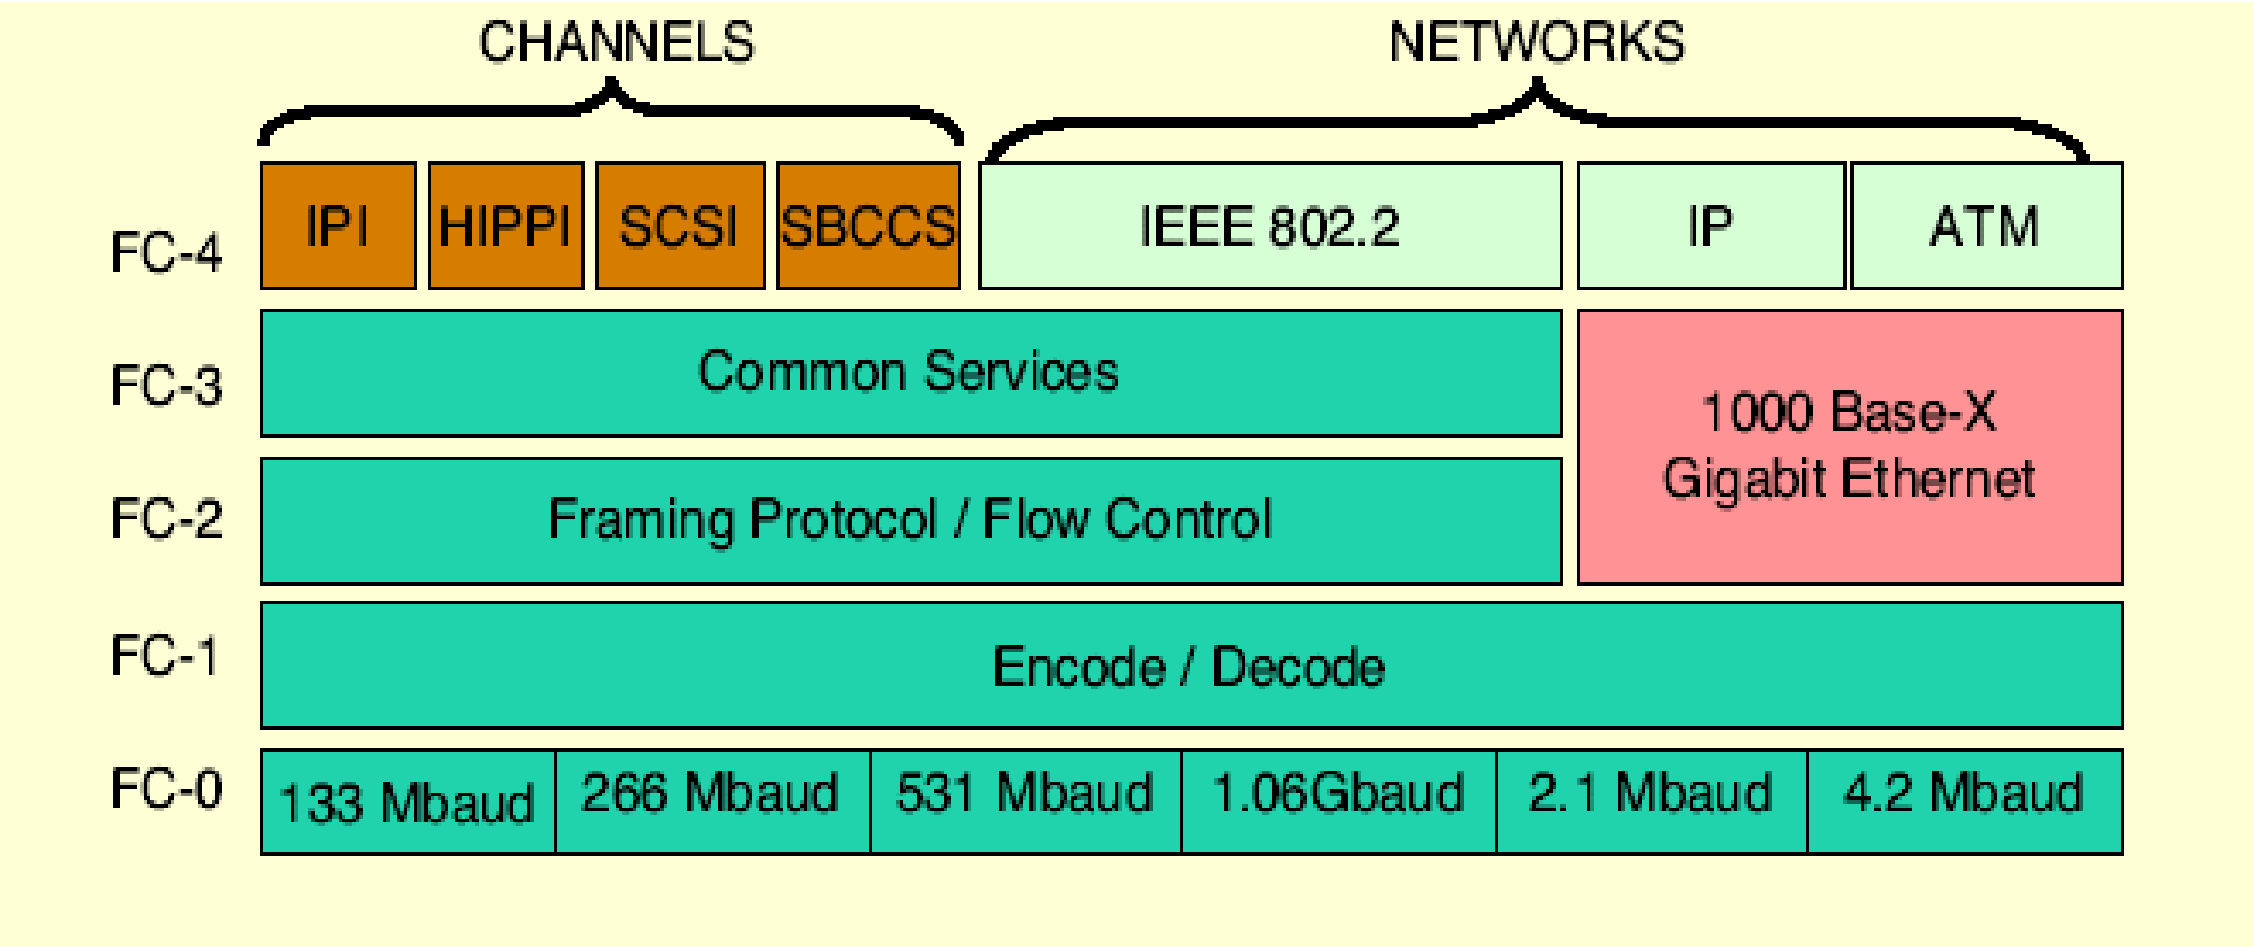 CHANNELS
NETWORKS
FC-4
IPI
HIPPI
SCSI
SBCCS
IEEE 802.2
IP
ATM
FC-3
Common Services
1000 Base-X
Gigabit Ethernet
FC-2
Framing Protocol / Flow Control
FC-1
Encode / Decode
FC-0
133 Mbaud
266 Mbaud
531 Mbaud
1.06Gbaud
2.1 Mbaud
4.2 Mbaud